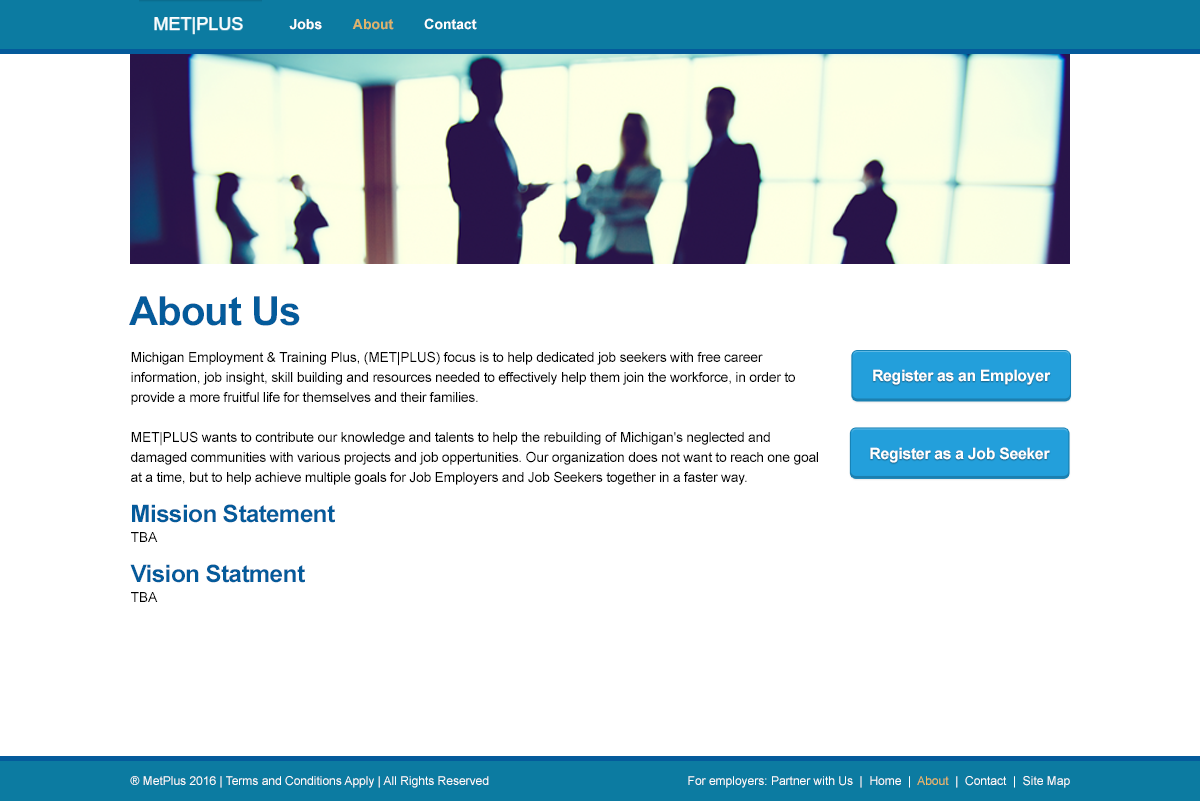 MET|PLUS Jobs About Contact
About Us
Michigan Employment & Training Plus, (MET|PLUS) focus is to help dedicated job seekers with free career
information, job insight, skill building and resources needed to effectively help them join the workforce, in order to
provide a more fruitful life for themselves and their families.
MET|PLUS wants to contribute our knowledge and talents to help the rebuilding of Michigan's neglected and
damaged communities with various projects and job oppertunities. Our organization does not want to reach one goal
at a time, but to help achieve multiple goals for Job Employers and Job Seekers together in a faster way.
Register as an Employer
Register as a Job Seeker
Mission Statement
TBA
Vision Statment
TBA
® MetPlus 2016 | Terms and Conditions Apply | All Rights Reserved
For employers: Partner with Us | Home | About | Contact | Site Map